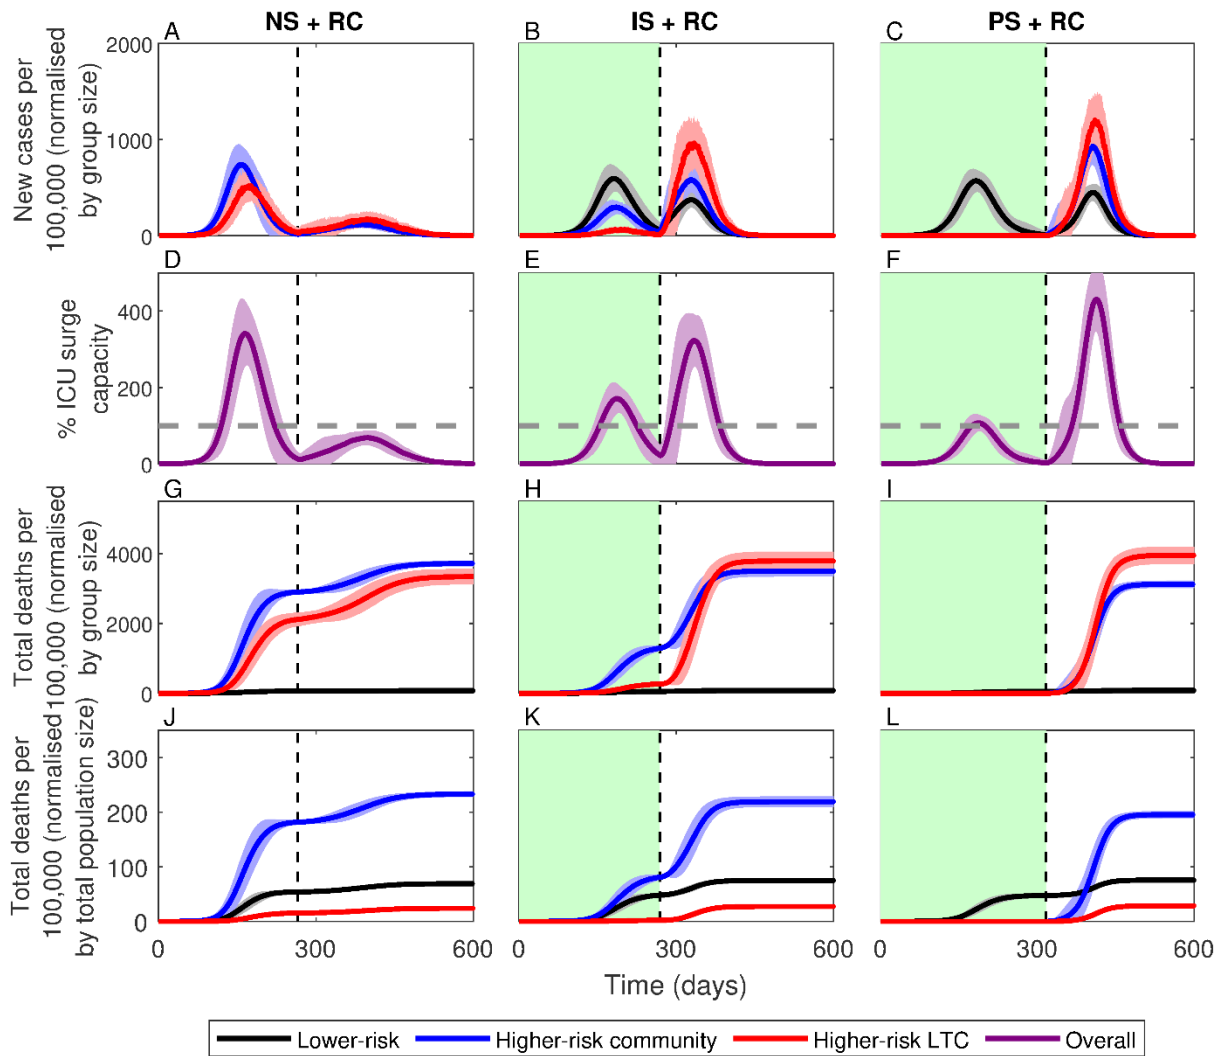 NS + RC
IS + RC
PS + RC
A
B
C
New cases per
100,000 (normalised
by group size)
2000
1000
0
D
E
F
% ICU surge
capacity
400
200
0
G
H
I
Total deaths per
100,000 (normalised
by group size)
4000
2000
0
J
K
L
Total deaths per
100,000 (normalised
by total population size)
300
200
100
0
0 300 600
0 300 600
0 300 600
Time (days)
Lower-risk Higher-risk community Higher-risk LTC Overall